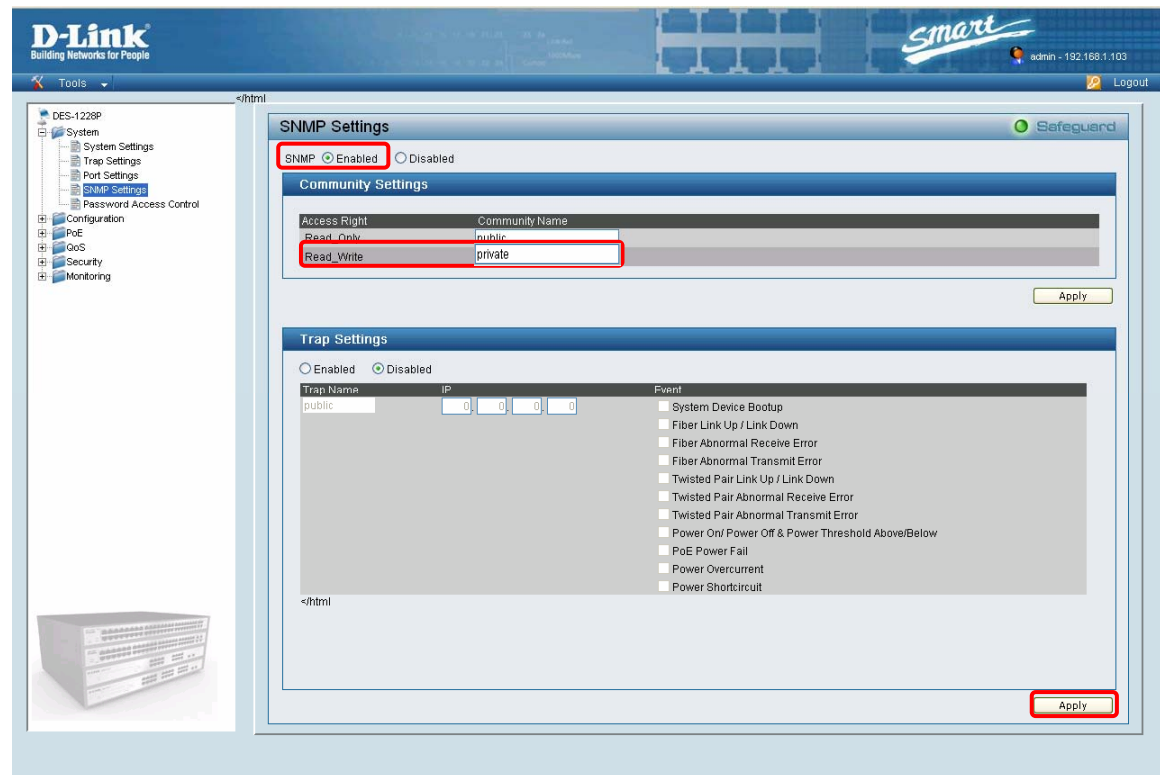 D-Link
Building Networks for People
smart
admin - 192.168.1.103
Tools
Logout
</html
DES-1228P
System
System Settings
Trap Settings
Port Settings
SNMP Settings
Password Access Control
Configuration
PoE
QoS
Security
Monitoring
SNMP Settings
Safeguard
SNMP Enabled Disabled
Community Settings
Access Right Community Name
Read_Only public
Read_Write private
Apply
Trap Settings
Enabled Disabled
Trap Name IP Event
public 0. 0. 0. 0 System Device Bootup
Fiber Link Up / Link Down
Fiber Abnormal Receive Error
Fiber Abnormal Transmit Error
Twisted Pair Link Up / Link Down
Twisted Pair Abnormal Receive Error
Twisted Pair Abnormal Transmit Error
Power On/ Power Off & Power Threshold Above/Below
PoE Power Fail
Power Overcurrent
Power Shortcircuit
</html
Apply